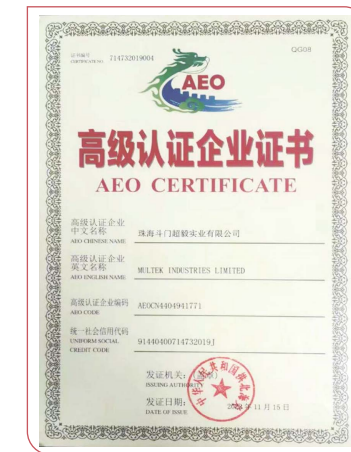 证书编号
CERTIFICATE NO
714732019004
QG08
AEO
高级认证企业证书
AEO CERTIFICATE
高级认证企业
中文名称
AEO CHINESE NAME
珠海斗门超毅实业有限公司
高级认证企业
英文名称
AEO ENGLISH NAME
MULTEK INDUSTRIES LIMITED
高级认证企业编码
AEO CODE
AEOCN4404941771
统一社会信用代码
UNIFORM SOCIAL
CREDIT CODE
91440400714732019J
发证机关:
ISSUING AUTHORITY
发证日期:
DATE OF ISSUE
11月15日